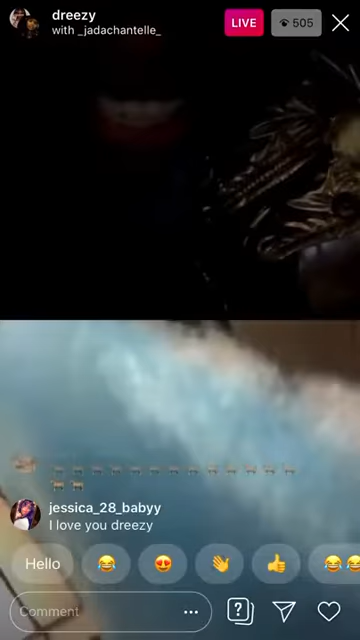 dreezy
with _jadachantelle_
LIVE
505
jessica_28_babyy
I love you dreezy
Hello
Comment